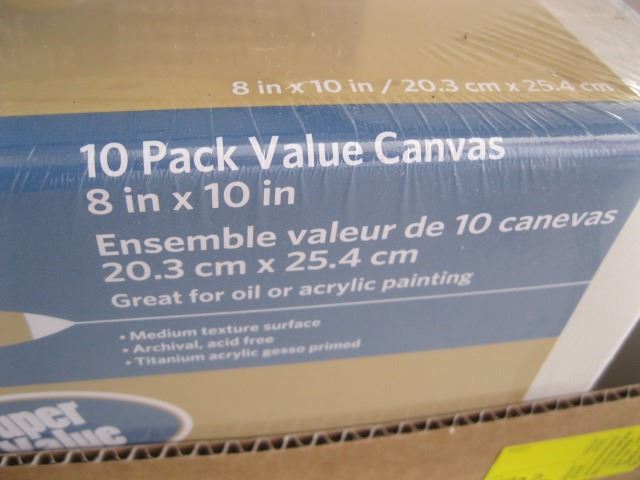 8 in x 10 in / 20.3 cm x 25.4 cm
10 Pack Value Canvas
8 in x 10 in
Ensemble valeur de 10 canevas
20.3 cm x 25.4 cm
Great for oil or acrylic painting
• Medium texture surface
• Archival, acid free
• Titanium acrylic gesso primed
uper
Value